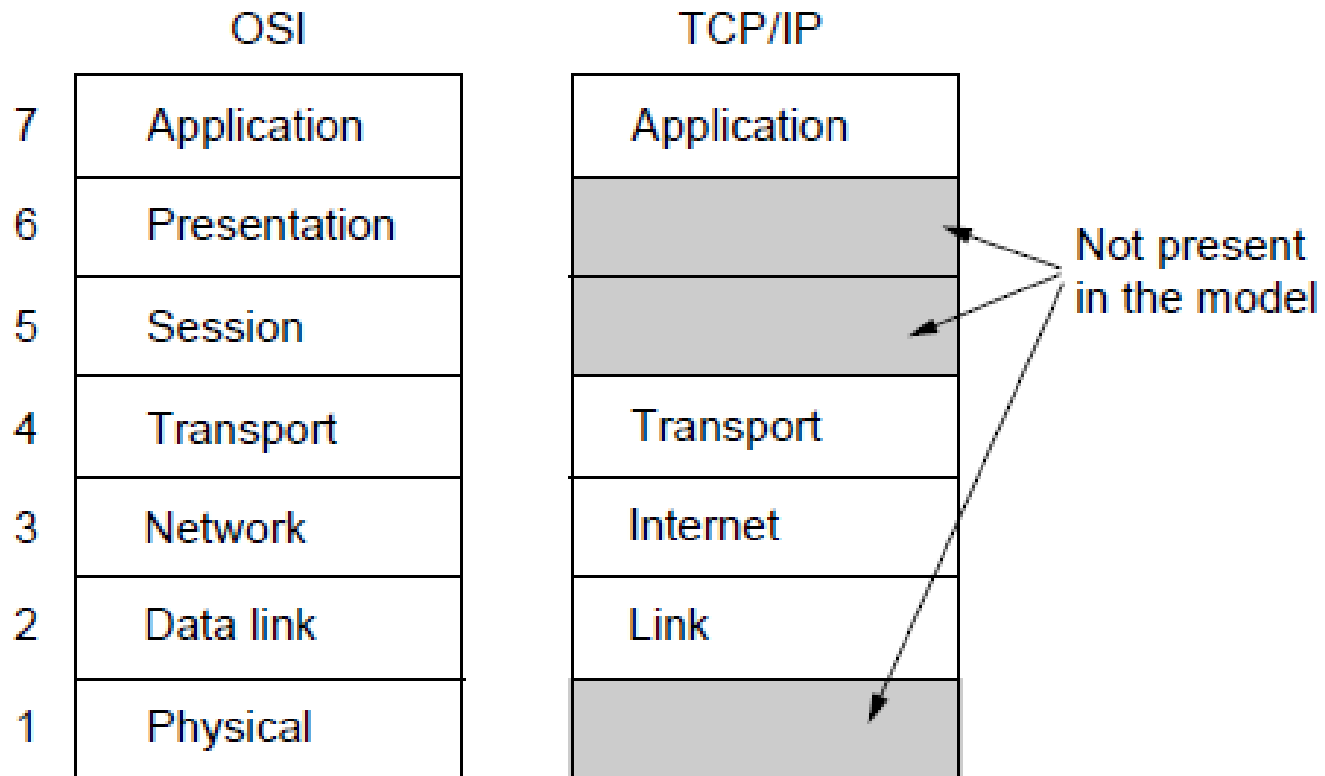 OSI TCP/IP
7 Application Application
6 Presentation
Not present
in the model
5 Session
4 Transport Transport
3 Network Internet
2 Data link Link
1 Physical